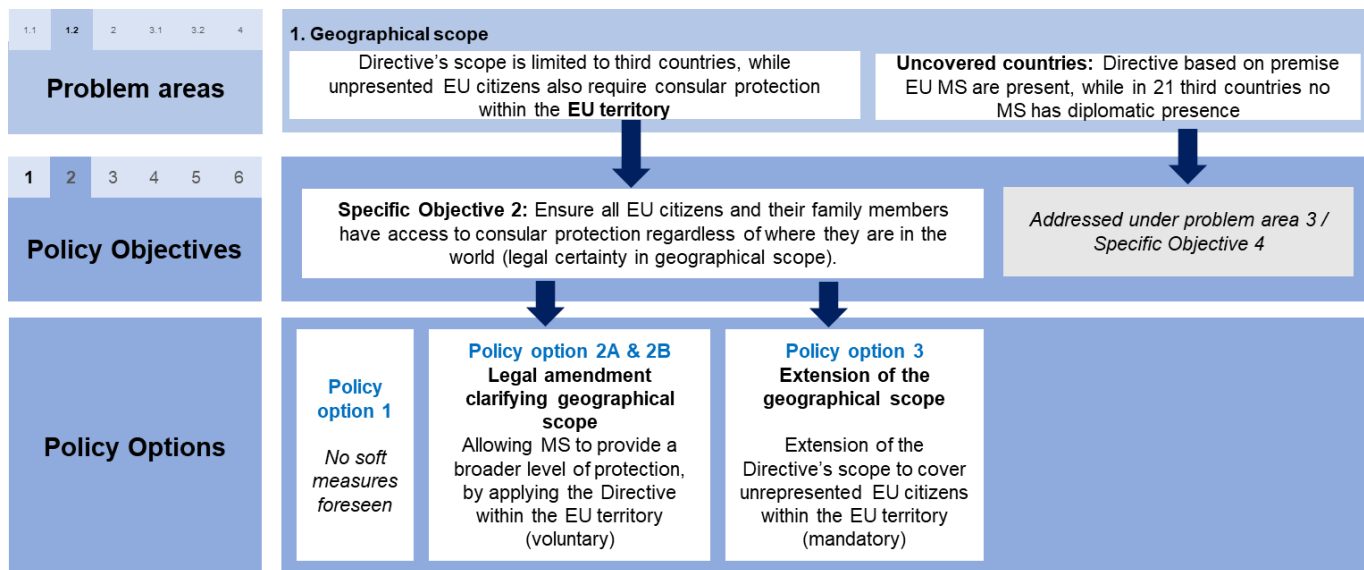 1.1 1.2 2 3.1 3.2 4
Problem areas
1. Geographical scope
Directive’s scope is limited to third countries, while
unpresented EU citizens also require consular protection
within the EU territory
Uncovered countries: Directive based on premise
EU MS are present, while in 21 third countries no
MS has diplomatic presence
1 2 3 4 5 6
Policy Objectives
Specific Objective 2: Ensure all EU citizens and their family members
have access to consular protection regardless of where they are in the
world (legal certainty in geographical scope).
Addressed under problem area 3 /
Specific Objective 4
Policy Options
Policy
option 1
No soft
measures
foreseen
Policy option 2A & 2B
Legal amendment
clarifying geographical
scope
Allowing MS to provide a
broader level of protection,
by applying the Directive
within the EU territory
(voluntary)
Policy option 3
Extension of the
geographical scope
Extension of the
Directive’s scope to cover
unrepresented EU citizens
within the EU territory
(mandatory)